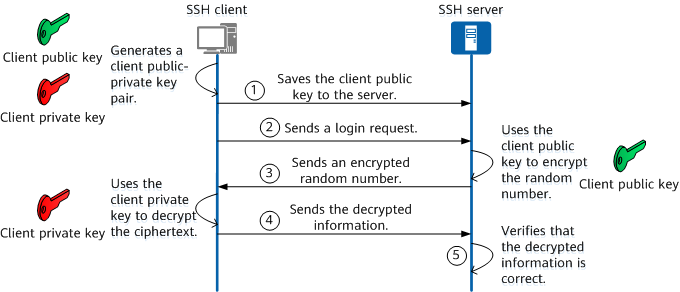 SSH client
SSH server
Client public key
Client private key
Generates a
client public-
private key
pair.
1
Saves the client public
key to the server.
2
Sends a login request.
Uses the
client public
key to encrypt
the random
number.
Client public key
3
Sends an encrypted
random number.
Uses the
client private
key to decrypt
the ciphertext.
Client private key
4
Sends the decrypted
information.
5
Verifies that
the decrypted
information is
correct.